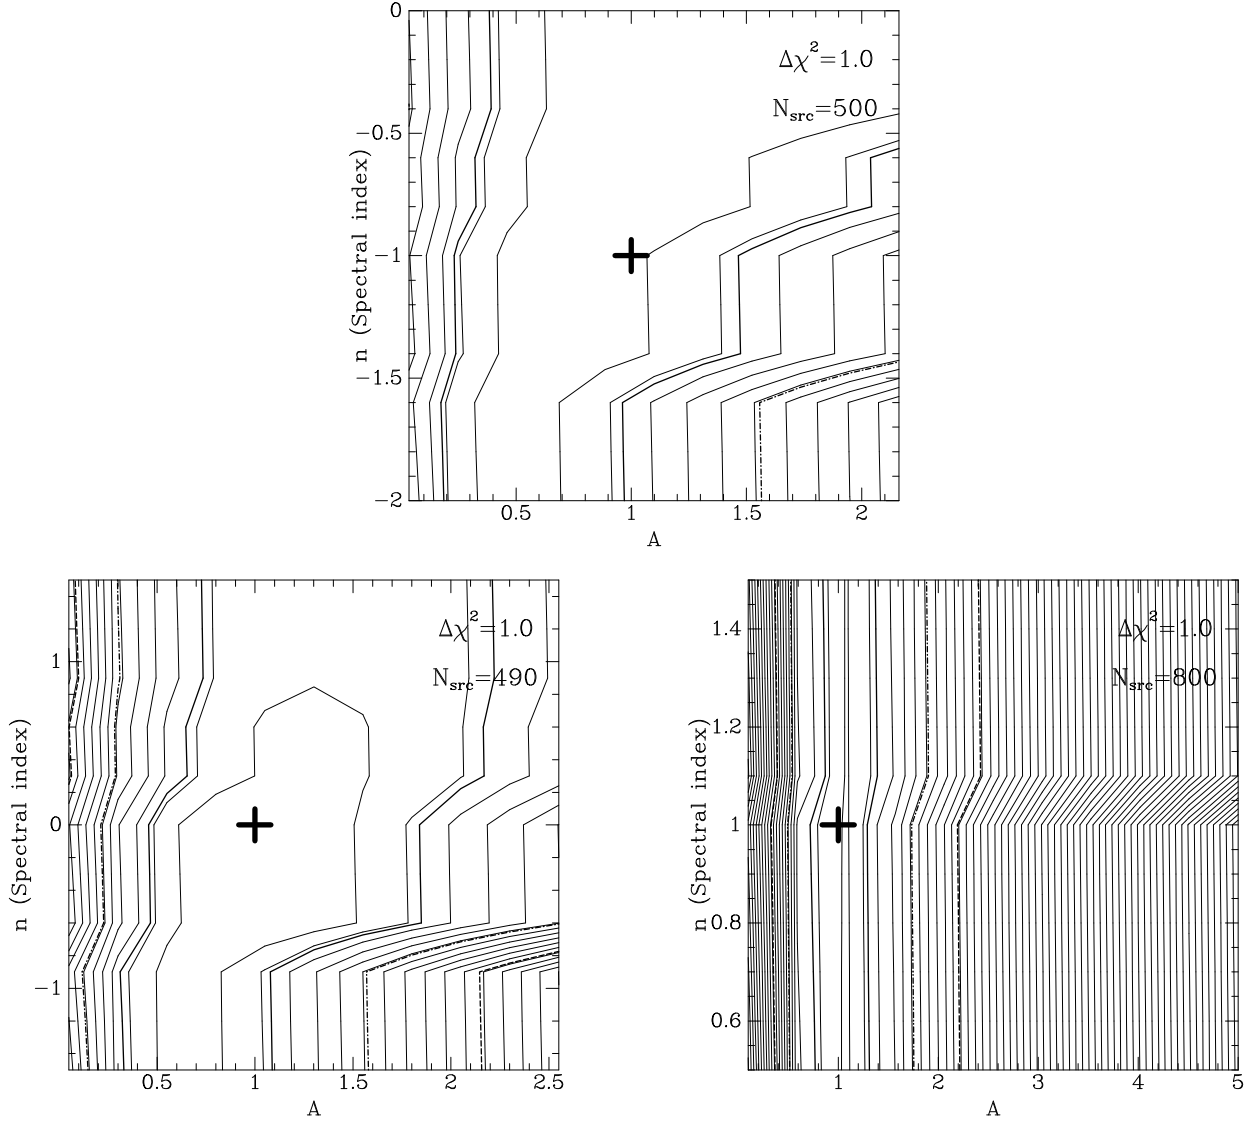 0
−0.5
−1
−1.5
−2
n (Spectral index)
Δχ²=1.0
N_src=500
0.5 1 1.5 2
A
1
0
−1
n (Spectral index)
Δχ²=1.0
N_src=490
0.5 1 1.5 2 2.5
A
1.4
1.2
1
0.8
0.6
n (Spectral index)
Δχ²=1.0
N_src=800
1 2 3 4 5
A